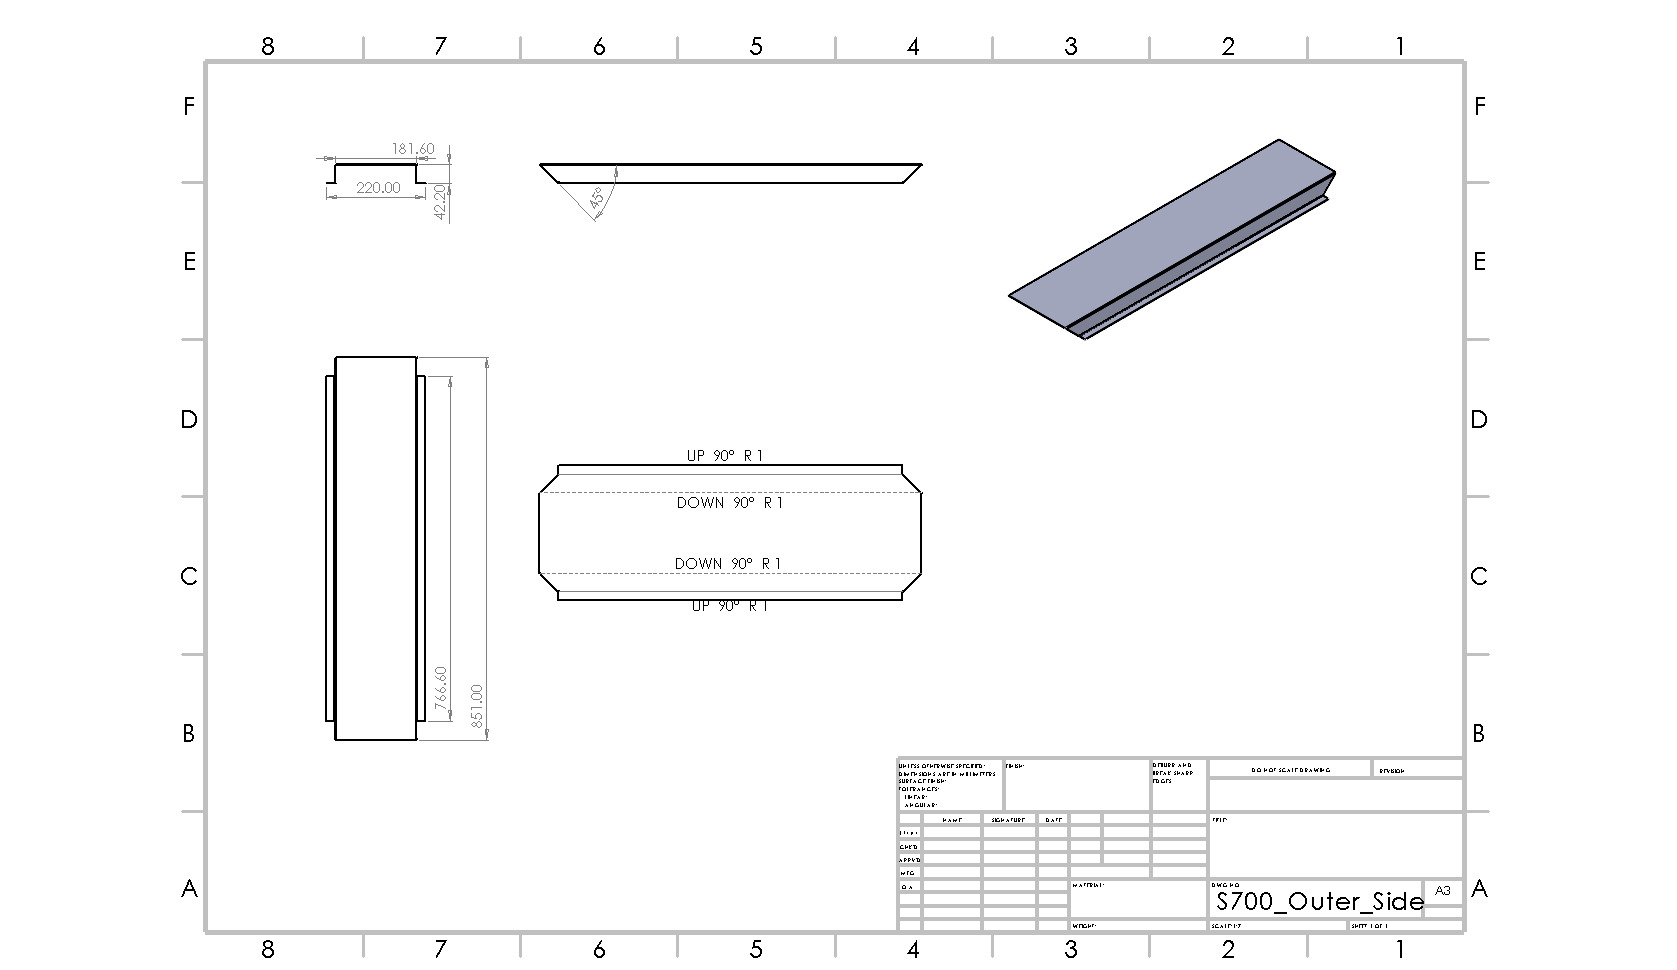 8 7 6 5 4 3 2 1
F F
181.60
220.00
42.20
45°
E E
D D
UP 90° R 1
DOWN 90° R 1
DOWN 90° R 1
UP 90° R 1
C C
766.60
851.00
B B
UNLESS OTHERWISE SPECIFIED:
DIMENSIONS ARE IN MILLIMETERS
SURFACE FINISH:
TOLERANCES:
LINEAR:
ANGULAR:
FINISH:
DEBURR AND
BREAK SHARP
EDGES
DO NOT SCALE DRAWING
REVISION
NAME
SIGNATURE
DATE
TITLE:
CHK'D
APPV'D
MFG
Q.A
MATERIAL:
DWG NO.
S700_Outer_Side
A3
WEIGHT:
SCALE:1:7
SHEET 1 OF 1
A A
8 7 6 5 4 3 2 1